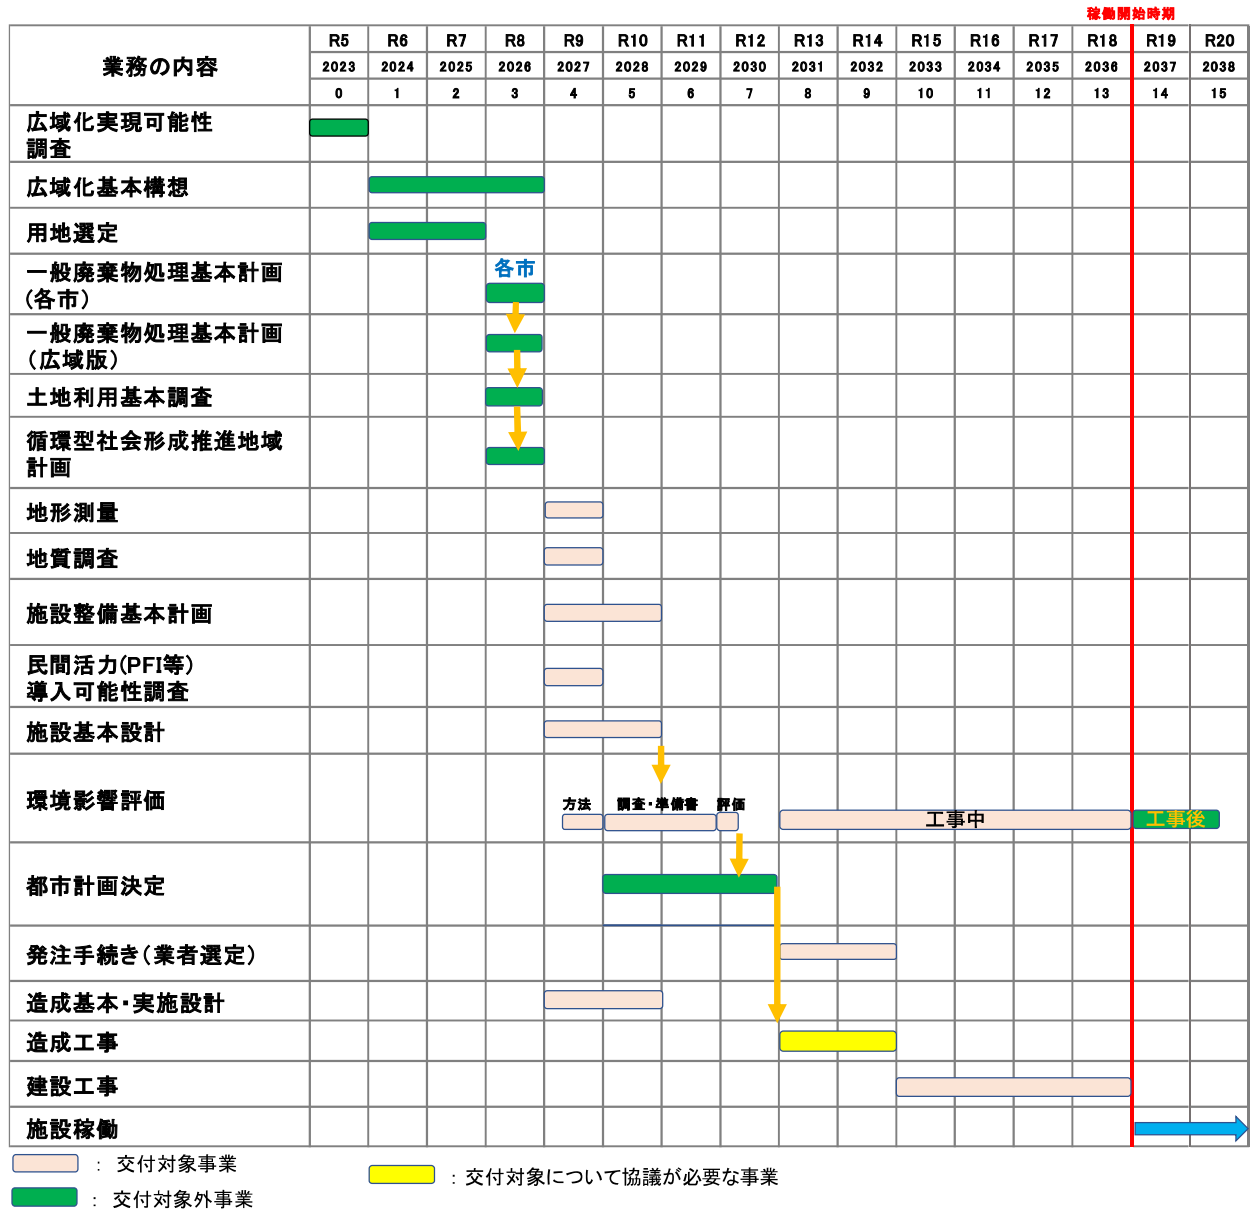 稼働開始時期
業務の内容
R5 R6 R7 R8 R9 R10 R11 R12 R13 R14 R15 R16 R17 R18 R19 R20
2023 2024 2025 2026 2027 2028 2029 2030 2031 2032 2033 2034 2035 2036 2037 2038
0 1 2 3 4 5 6 7 8 9 10 11 12 13 14 15
広域化実現可能性
調査
広域化基本構想
用地選定
一般廃棄物処理基本計画
(各市)
各市
一般廃棄物処理基本計画
(広域版)
土地利用基本調査
循環型社会形成推進地域
計画
地形測量
地質調査
施設整備基本計画
民間活力(PFI等)
導入可能性調査
施設基本設計
環境影響評価
方法 調査・準備書 評価
工事中 工事後
都市計画決定
発注手続き(業者選定)
造成基本・実施設計
造成工事
建設工事
施設稼働
: 交付対象事業
: 交付対象について協議が必要な事業
: 交付対象外事業